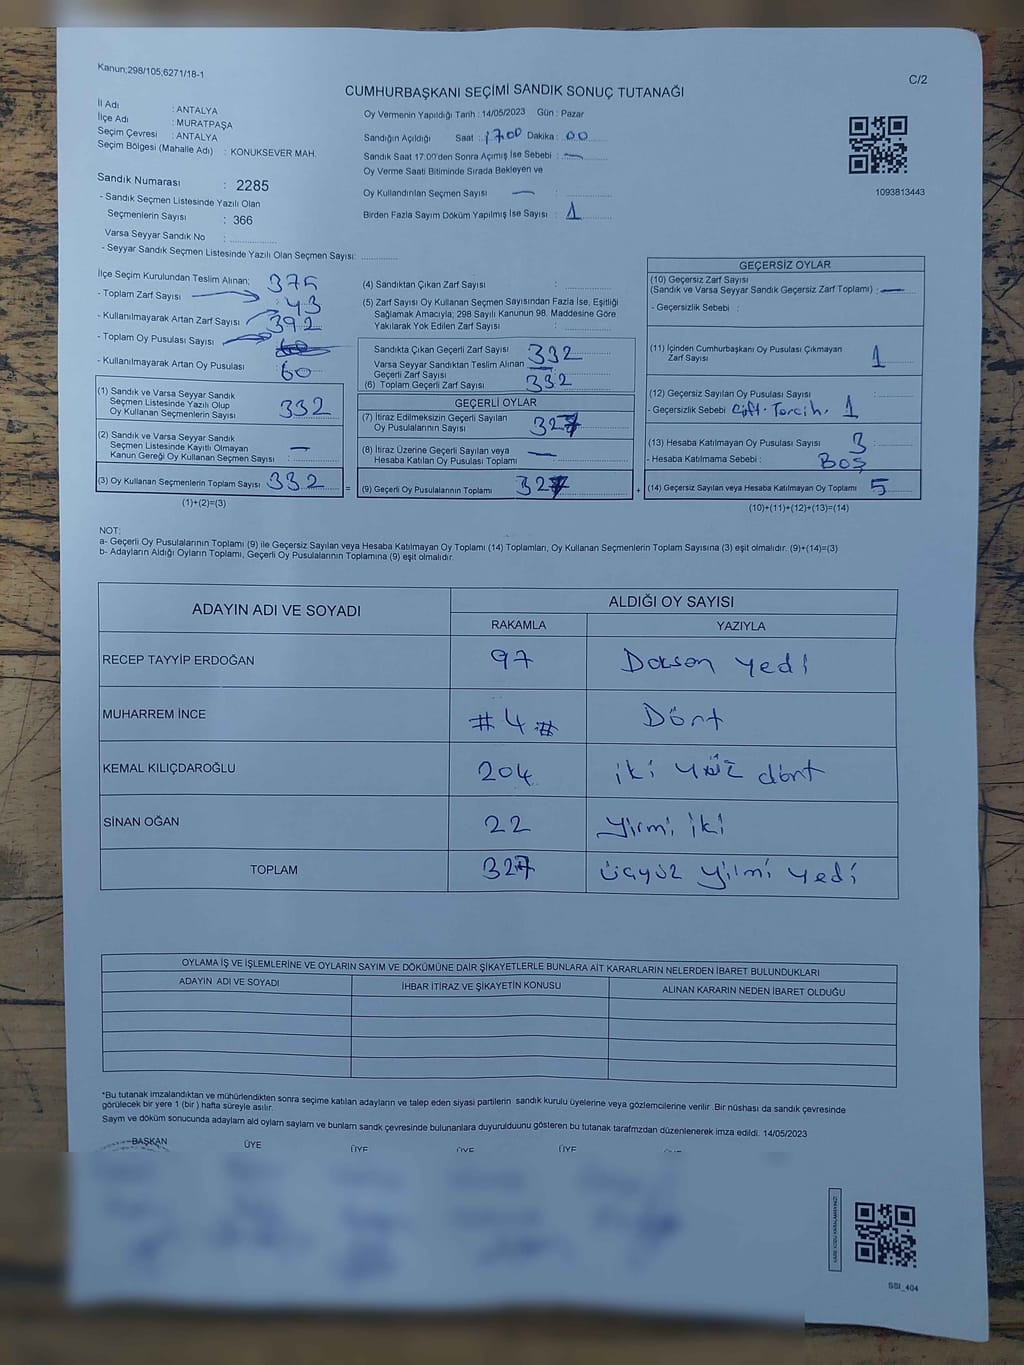 Kanun;298/105;6271/18-1
C/2
CUMHURBAŞKANI SEÇİMİ SANDIK SONUÇ TUTANAĞI
İl Adı : ANTALYA
İlçe Adı : MURATPAŞA
Seçim Çevresi : ANTALYA
Seçim Bölgesi (Mahalle Adı) : KONUKSEVER MAH.
Sandık Numarası : 2285
- Sandık Seçmen Listesinde Yazılı Olan
Seçmenlerin Sayısı : 366
Varsa Seyyar Sandık No :
- Seyyar Sandık Seçmen Listesinde Yazılı Olan Seçmen Sayısı:
Oy Vermenin Yapıldığı Tarih : 14/05/2023 Gün : Pazar
Sandığın Açıldığı Saat : 17.00 Dakika : 00
Sandık Saat 17:00'den Sonra Açmış İse Sebebi : —
Oy Verme Saati Bitiminde Sırada Bekleyen ve
Oy Kullandırılan Seçmen Sayısı — :
Birden Fazla Sayım Döküm Yapılmış İse Sayısı : 1
1093813443
İlçe Seçim Kurulundan Teslim Alınan;
- Toplam Zarf Sayısı 375
- Kullanılmayarak Artan Zarf Sayısı : 43
- Toplam Oy Pusulası Sayısı 392
- Kullanılmayarak Artan Oy Pusulası : 60
(1) Sandık ve Varsa Seyyar Sandık
Seçmen Listesinde Yazılı Olup
Oy Kullanan Seçmenlerin Sayısı 332
(2) Sandık ve Varsa Seyyar Sandık
Seçmen Listesinde Kayıtlı Olmayan
Kanun Gereği Oy Kullanan Seçmen Sayısı : —
(3) Oy Kullanan Seçmenlerin Toplam Sayısı 332 =
(1)+(2)=(3)
(4) Sandıktan Çıkan Zarf Sayısı :
(5) Zarf Sayısı Oy Kullanan Seçmen Sayısından Fazla İse, Eşitliği
Sağlamak Amacıyla; 298 Sayılı Kanunun 98. Maddesine Göre
Yakılarak Yok Edilen Zarf Sayısı :
Sandıkta Çıkan Geçerli Zarf Sayısı 332
Varsa Seyyar Sandıktan Teslim Alınan
Geçerli Zarf Sayısı —
(6) Toplam Geçerli Zarf Sayısı 332
GEÇERLİ OYLAR
(7) İtiraz Edilmeksizin Geçerli Sayılan
Oy Pusulalarının Sayısı 327
(8) İtiraz Üzerine Geçerli Sayılan veya
Hesaba Katılan Oy Pusulası Toplamı —
(9) Geçerli Oy Pusulalarının Toplamı 327 +
GEÇERSİZ OYLAR
(10) Geçersiz Zarf Sayısı
(Sandık ve Varsa Seyyar Sandık Geçersiz Zarf Toplamı) : —
- Geçersizlik Sebebi :
(11) İçinden Cumhurbaşkanı Oy Pusulası Çıkmayan
Zarf Sayısı 1
(12) Geçersiz Sayılan Oy Pusulası Sayısı :
- Geçersizlik Sebebi Çift. Tercih. 1
(13) Hesaba Katılmayan Oy Pusulası Sayısı 3 :
- Hesaba Katılmama Sebebi : BOŞ
(14) Geçersiz Sayılan veya Hesaba Katılmayan Oy Toplamı 5
(10)+(11)+(12)+(13)=(14)
NOT;
a- Geçerli Oy Pusulalarının Toplamı (9) ile Geçersiz Sayılan veya Hesaba Katılmayan Oy Toplamı (14) Toplamları, Oy Kullanan Seçmenlerin Toplam Sayısına (3) eşit olmalıdır. (9)+(14)=(3)
b- Adayların Aldığı Oyların Toplamı, Geçerli Oy Pusulalarının Toplamına (9) eşit olmalıdır.
ADAYIN ADI VE SOYADI ALDIĞI OY SAYISI
RAKAMLA YAZIYLA
RECEP TAYYİP ERDOĞAN 97 Doksan yedi
MUHARREM İNCE # 4 # Dört
KEMAL KILIÇDAROĞLU 204 iki yüz dört
SİNAN OĞAN 22 yirmi iki
TOPLAM 327 üçyüz yirmi yedi
OYLAMA İŞ VE İŞLEMLERİNE VE OYLARIN SAYIM VE DÖKÜMÜNE DAİR ŞİKAYETLERLE BUNLARA AİT KARARLARIN NELERDEN İBARET BULUNDUKLARI
ADAYIN ADI VE SOYADI İHBAR İTİRAZ VE ŞİKAYETİN KONUSU ALINAN KARARIN NEDEN İBARET OLDUĞU
*Bu tutanak imzalandıktan ve mühürlendikten sonra seçime katılan adayların ve talep eden siyasi partilerin sandık kurulu üyelerine veya gözlemcilerine verilir. Bir nüshası da sandık çevresinde
görülecek bir yere 1 (bir ) hafta süreyle asılır.
Sayım ve döküm sonucunda adaylam ald oylam saylam ve bunlam sandk çevresinde bulunanlara duyurulduunu gösteren bu tutanak tarafmzdan düzenlenerek imza edildi. 14/05/2023
BAŞKAN ÜYE ÜYE ÜYE ÜYE ÜYE
SSI_404